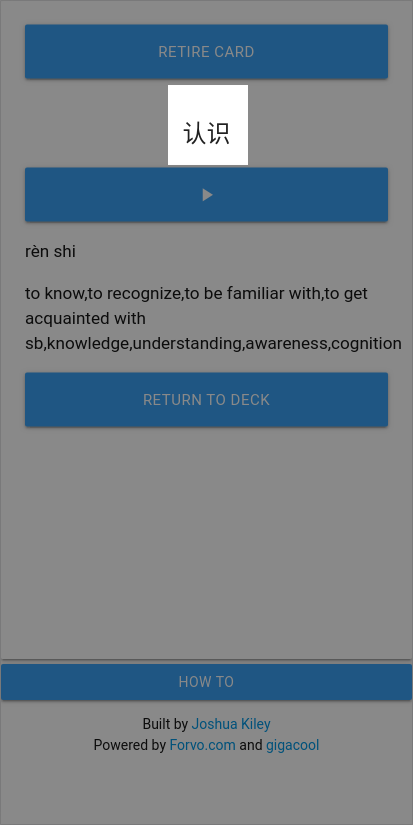 RETIRE CARD
认识
rèn shi
to know,to recognize,to be familiar with,to get
acquainted with
sb,knowledge,understanding,awareness,cognition
RETURN TO DECK
HOW TO
Built by Joshua Kiley
Powered by Forvo.com and gigacool